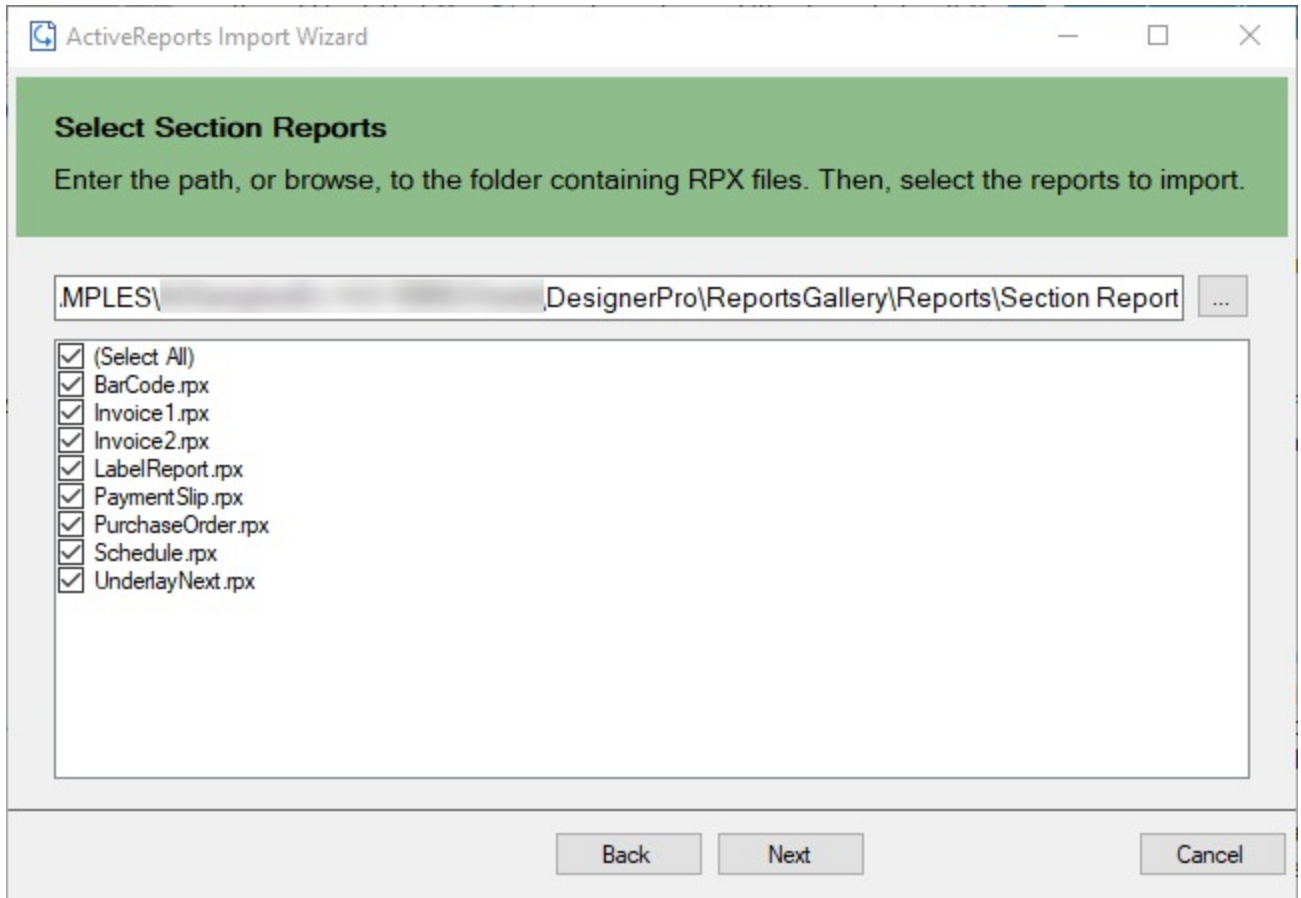 ActiveReports Import Wizard
Select Section Reports
Enter the path, or browse, to the folder containing RPX files. Then, select the reports to import.
.MPLES\ DesignerPro\ReportsGallery\Reports\Section Report ...
(Select All)
BarCode.rpx
Invoice1.rpx
Invoice2.rpx
LabelReport.rpx
PaymentSlip.rpx
PurchaseOrder.rpx
Schedule.rpx
UnderlayNext.rpx
Back Next Cancel